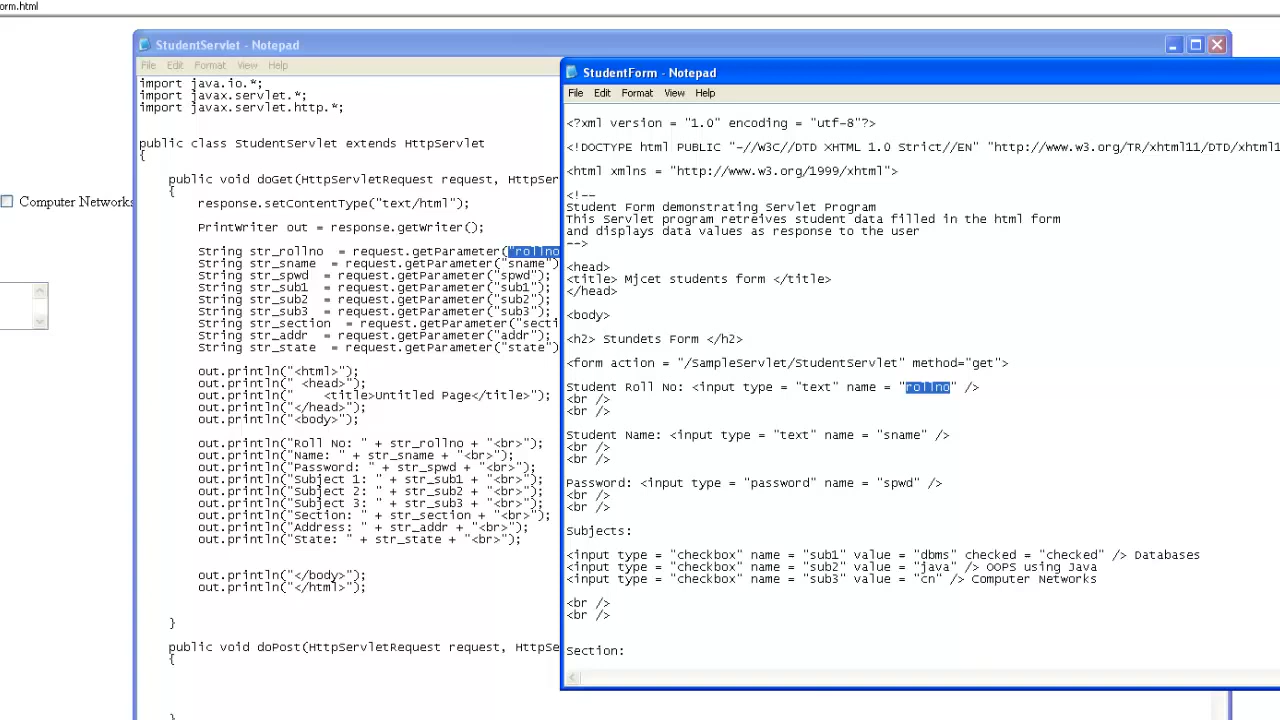 orm.html
StudentServlet - Notepad
File Edit Format View Help
import java.io.*;
import javax.servlet.*;
import javax.servlet.http.*;
public class StudentServlet extends HttpServlet
{
public void doGet(HttpServletRequest request, HttpSer
{
response.setContentType("text/html");
PrintWriter out = response.getWriter();
String str_rollno = request.getParameter("rollno
String str_sname = request.getParameter("sname")
String str_spwd = request.getParameter("spwd");
String str_sub1 = request.getParameter("sub1");
String str_sub2 = request.getParameter("sub2");
String str_sub3 = request.getParameter("sub3");
String str_section = request.getParameter("secti
String str_addr = request.getParameter("addr");
String str_state = request.getParameter("state")
out.println("<html>");
out.println(" <head>");
out.println(" <title>Untitled Page</title>");
out.println("</head>");
out.println("<body>");
out.println("Roll No: " + str_rollno + "<br>");
out.println("Name: " + str_sname + "<br>");
out.println("Password: " + str_spwd + "<br>");
out.println("Subject 1: " + str_sub1 + "<br>");
out.println("Subject 2: " + str_sub2 + "<br>");
out.println("Subject 3: " + str_sub3 + "<br>");
out.println("Section: " + str_section + "<br>");
out.println("Address: " + str_addr + "<br>");
out.println("State: " + str_state + "<br>");
out.println("</body>");
out.println("</html>");
}
public void doPost(HttpServletRequest request, HttpSe
{
}
Computer Networks
StudentForm - Notepad
File Edit Format View Help
<?xml version = "1.0" encoding = "utf-8"?>
<!DOCTYPE html PUBLIC "-//W3C//DTD XHTML 1.0 Strict//EN" "http://www.w3.org/TR/xhtml11/DTD/xhtml1
<html xmlns = "http://www.w3.org/1999/xhtml">
<!--
Student Form demonstrating Servlet Program
This Servlet program retreives student data filled in the html form
and displays data values as response to the user
-->
<head>
<title> Mjcet students form </title>
</head>
<body>
<h2> Stundets Form </h2>
<form action = "/SampleServlet/StudentServlet" method="get">
Student Roll No: <input type = "text" name = "rollno" />
<br />
<br />
Student Name: <input type = "text" name = "sname" />
<br />
<br />
Password: <input type = "password" name = "spwd" />
<br />
<br />
Subjects:
<input type = "checkbox" name = "sub1" value = "dbms" checked = "checked" /> Databases
<input type = "checkbox" name = "sub2" value = "java" /> OOPS using Java
<input type = "checkbox" name = "sub3" value = "cn" /> Computer Networks
<br />
<br />
Section: